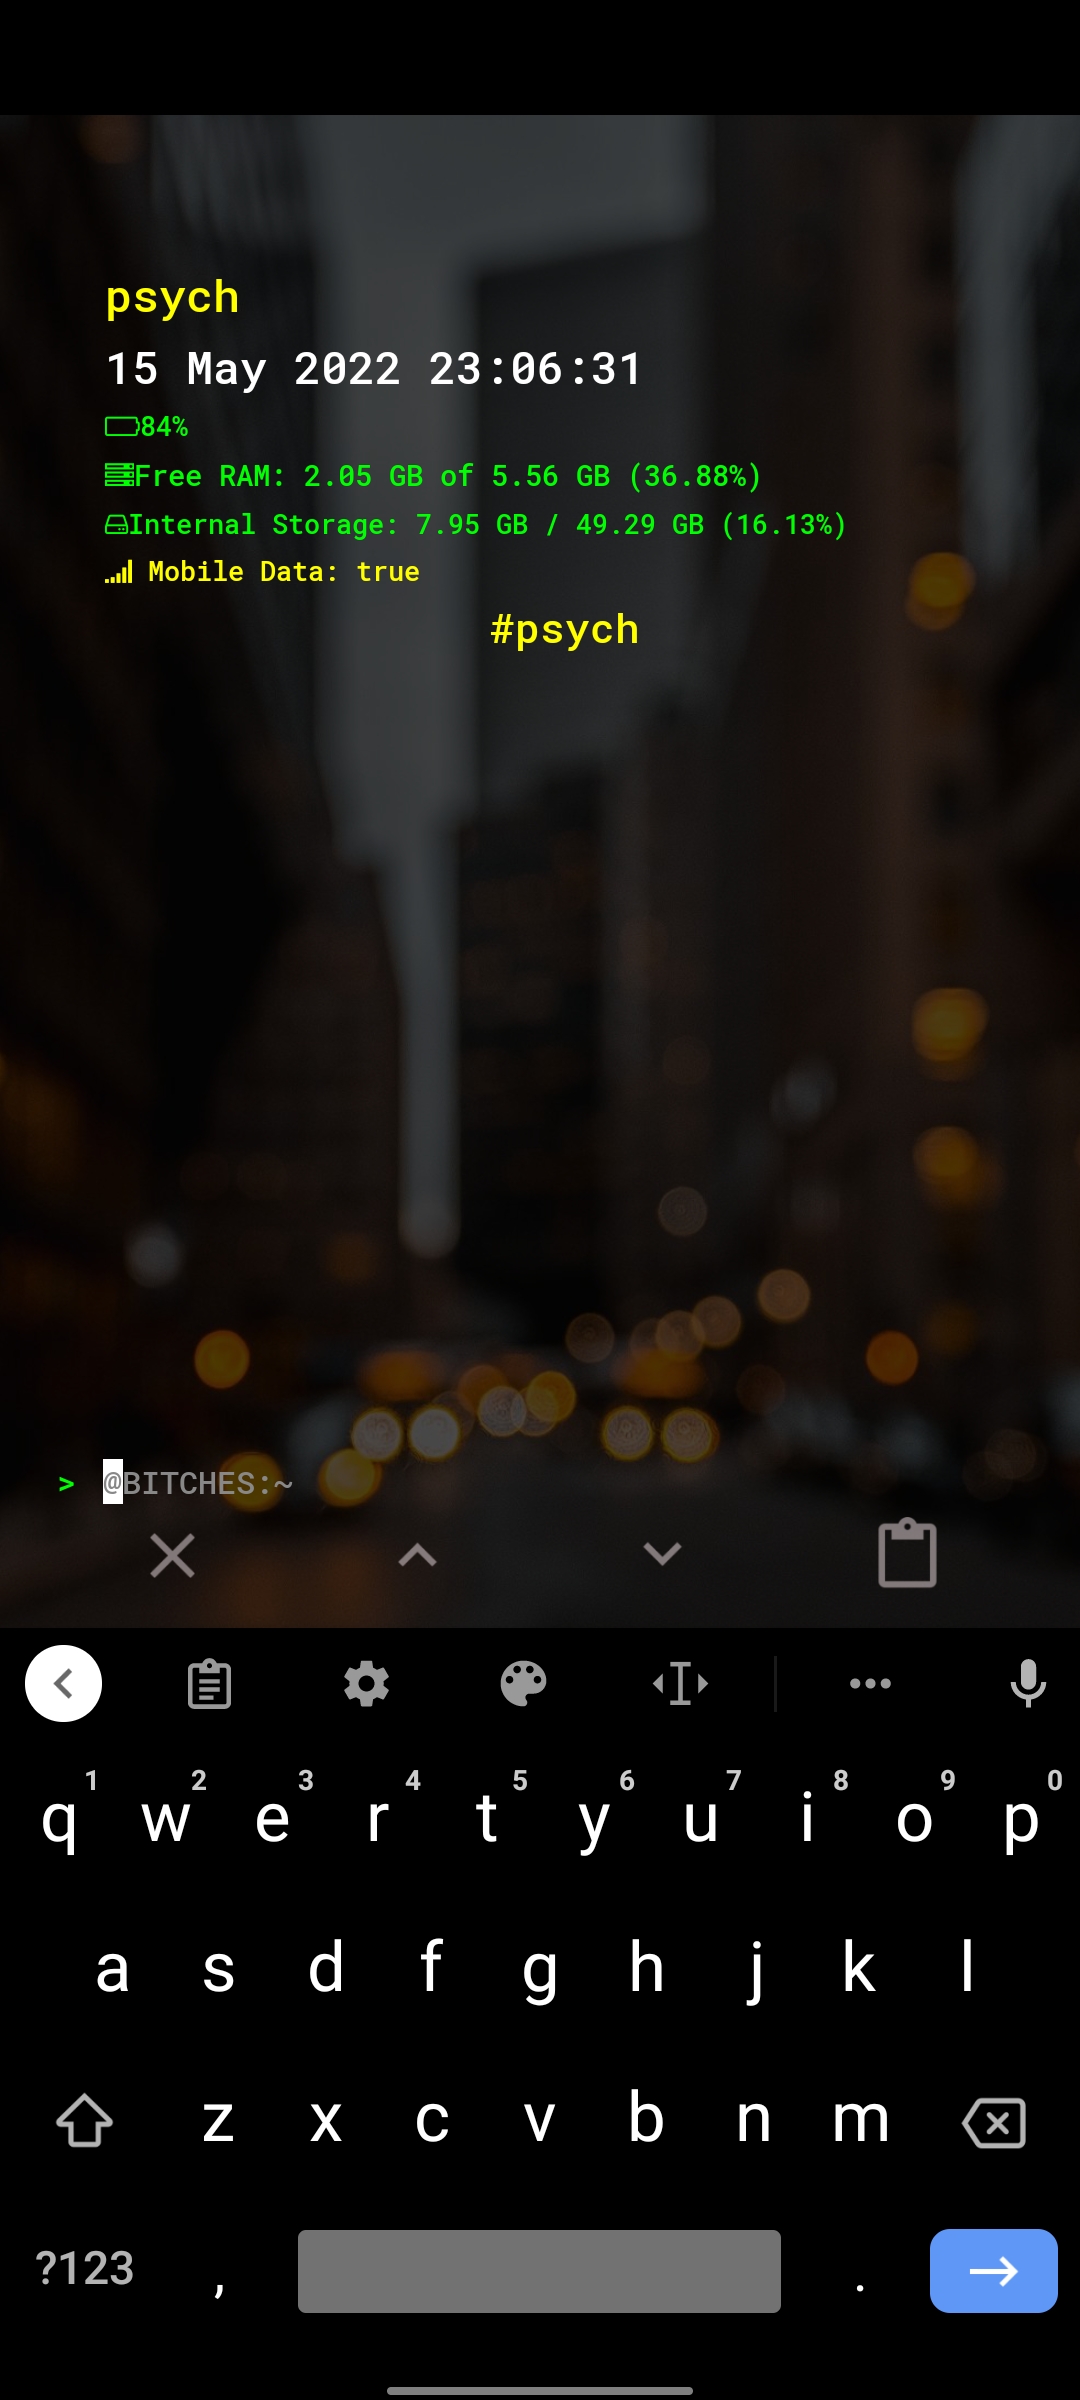 psych
15 May 2022 23:06:31
84%
Free RAM: 2.05 GB of 5.56 GB (36.88%)
Internal Storage: 7.95 GB / 49.29 GB (16.13%)
Mobile Data: true
#psych
> @BITCHES:~
1 2 3 4 5 6 7 8 9 0
q w e r t y u i o p
a s d f g h j k l
z x c v b n m
?123 , .